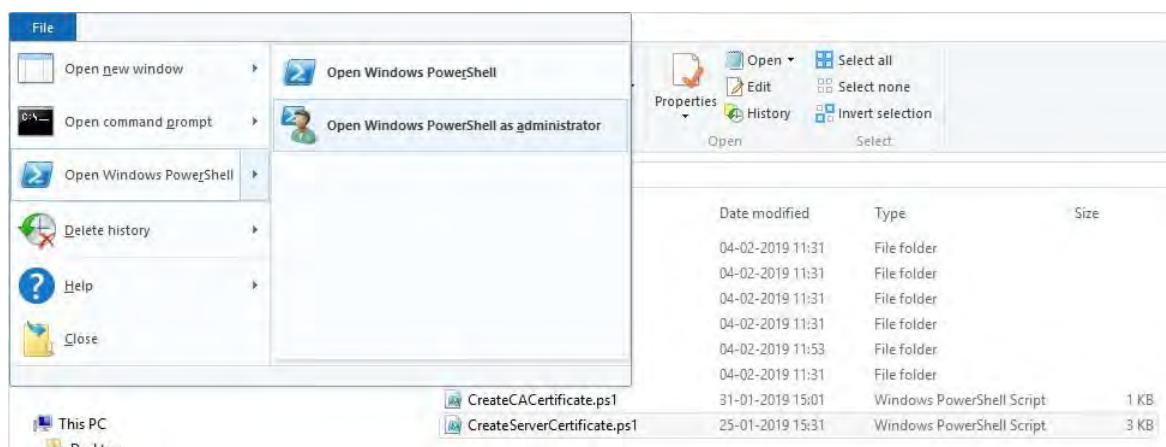 File
Open new window
Open command prompt
Open Windows PowerShell
Delete history
Help
Close
Open Windows PowerShell
Open Windows PowerShell as administrator
Properties
Open
Edit
History
Open
Select all
Select none
Invert selection
Select
Date modified Type Size
04-02-2019 11:31 File folder
04-02-2019 11:31 File folder
04-02-2019 11:31 File folder
04-02-2019 11:31 File folder
04-02-2019 11:53 File folder
04-02-2019 11:31 File folder
CreateCACertificate.ps1 31-01-2019 15:01 Windows PowerShell Script 1 KB
CreateServerCertificate.ps1 25-01-2019 15:31 Windows PowerShell Script 3 KB
This PC